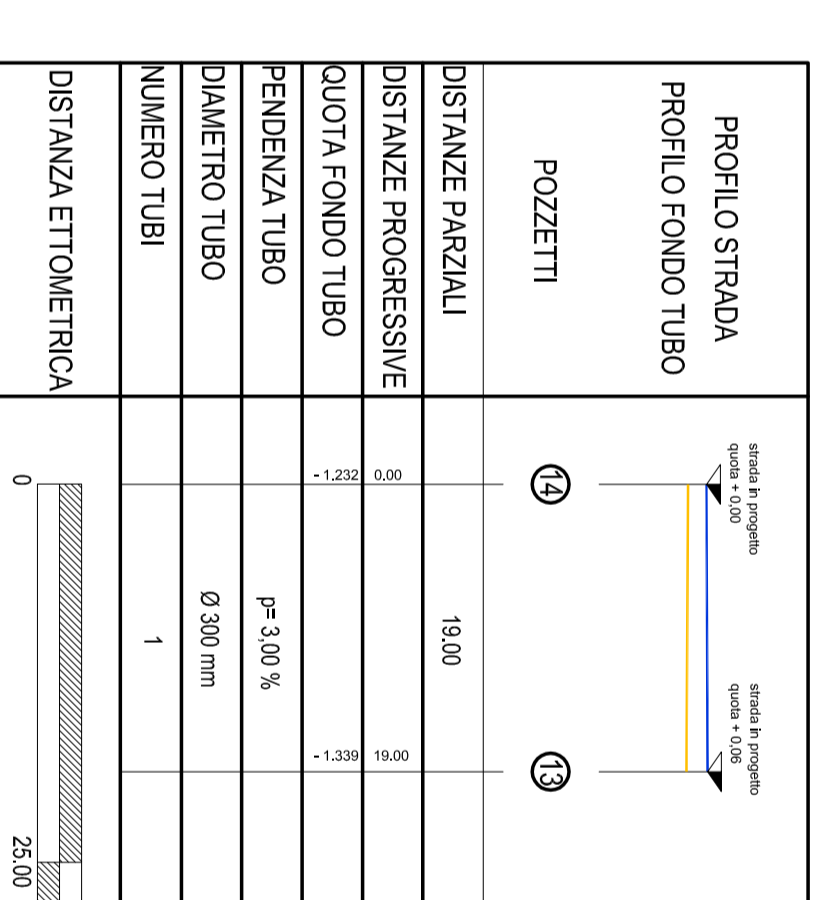 PROFILO STRADA
PROFILO FONDO TUBO
strada in progetto
quota + 0,00
strada in progetto
quota + 0,06
POZZETTI
14
13
DISTANZE PARZIALI
19.00
DISTANZE PROGRESSIVE
0.00
19.00
QUOTA FONDO TUBO
- 1.232
- 1.339
PENDENZA TUBO
p= 3,00 %
DIAMETRO TUBO
Ø 300 mm
NUMERO TUBI
1
DISTANZA ETTOMETRICA
0
25.00